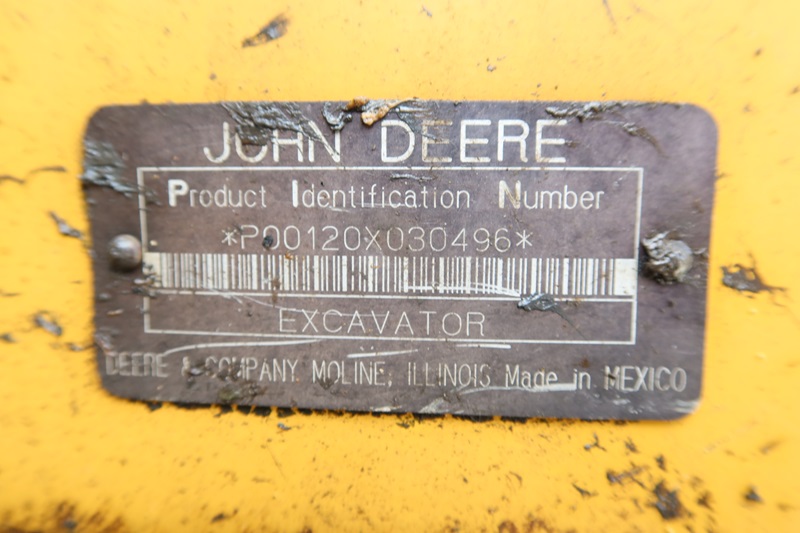 JOHN DEERE
Product Identification Number
*P00120X030496*
EXCAVATOR
DEERE & COMPANY MOLINE, ILLINOIS Made in MEXICO